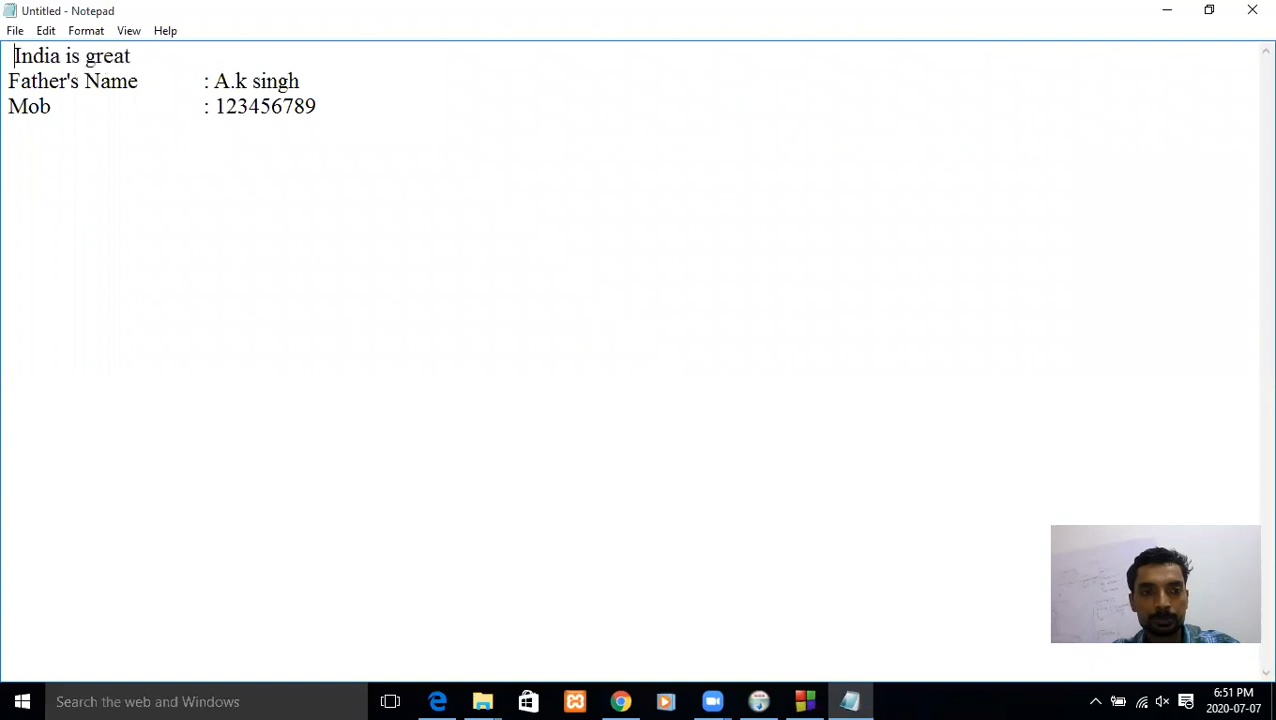 Untitled - Notepad
File Edit Format View Help
India is great
Father's Name : A.k singh
Mob : 123456789
Search the web and Windows
6:51 PM
2020-07-07